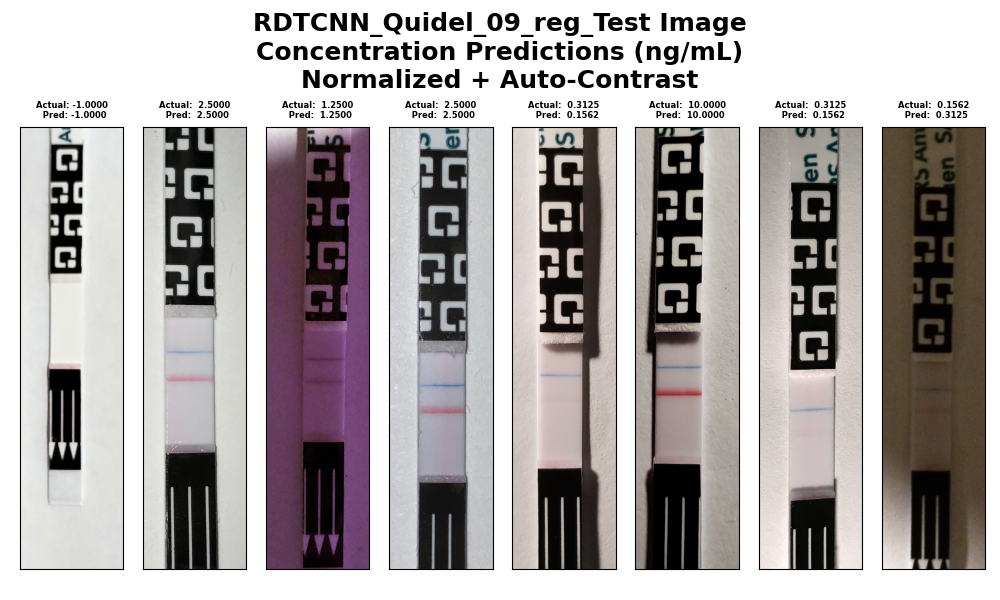 RDTCNN_Quidel_09_reg_Test Image
Concentration Predictions (ng/mL)
Normalized + Auto-Contrast
Actual: -1.0000
Pred: -1.0000
Actual: 2.5000
Pred: 2.5000
Actual: 1.2500
Pred: 1.2500
Actual: 2.5000
Pred: 2.5000
Actual: 0.3125
Pred: 0.1562
Actual: 10.0000
Pred: 10.0000
Actual: 0.3125
Pred: 0.1562
Actual: 0.1562
Pred: 0.3125